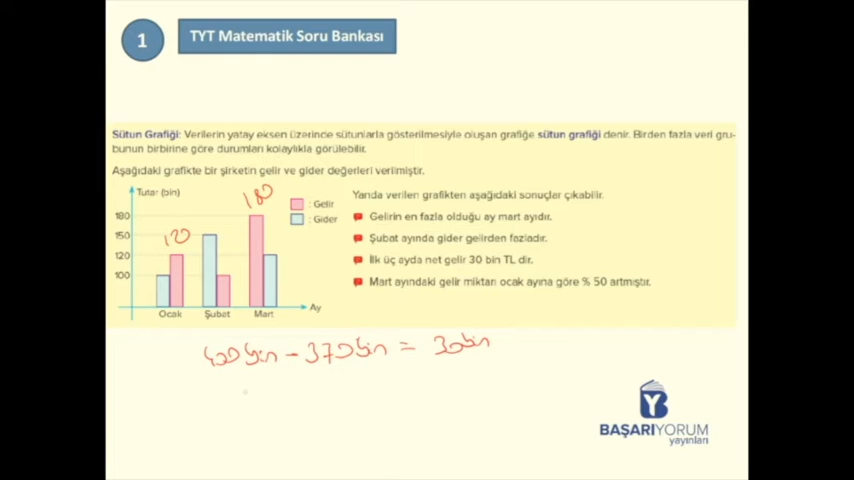 1
TYT Matematik Soru Bankası
Sütun Grafiği: Verilerin yatay eksen üzerinde sütunlarla gösterilmesiyle oluşan grafiğe sütun grafiği denir. Birden fazla veri gru-
bunun birbirine göre durumları kolaylıkla görülebilir.
Aşağıdaki grafikte bir şirketin gelir ve gider değerleri verilmiştir.
Tutar (bin)
180
150
120
100
120
180
: Gelir
: Gider
Ocak Şubat Mart
Ay
Yanda verilen grafikten aşağıdaki sonuçlar çıkabilir.
Gelirin en fazla olduğu ay mart ayıdır.
Şubat ayında gider gelirden fazladır.
İlk üç ayda net gelir 30 bin TL dir.
Mart ayındaki gelir miktarı ocak ayına göre % 50 artmıştır.
400 bin - 370 bin = 30 bin
BAŞARIYORUM
yayınları